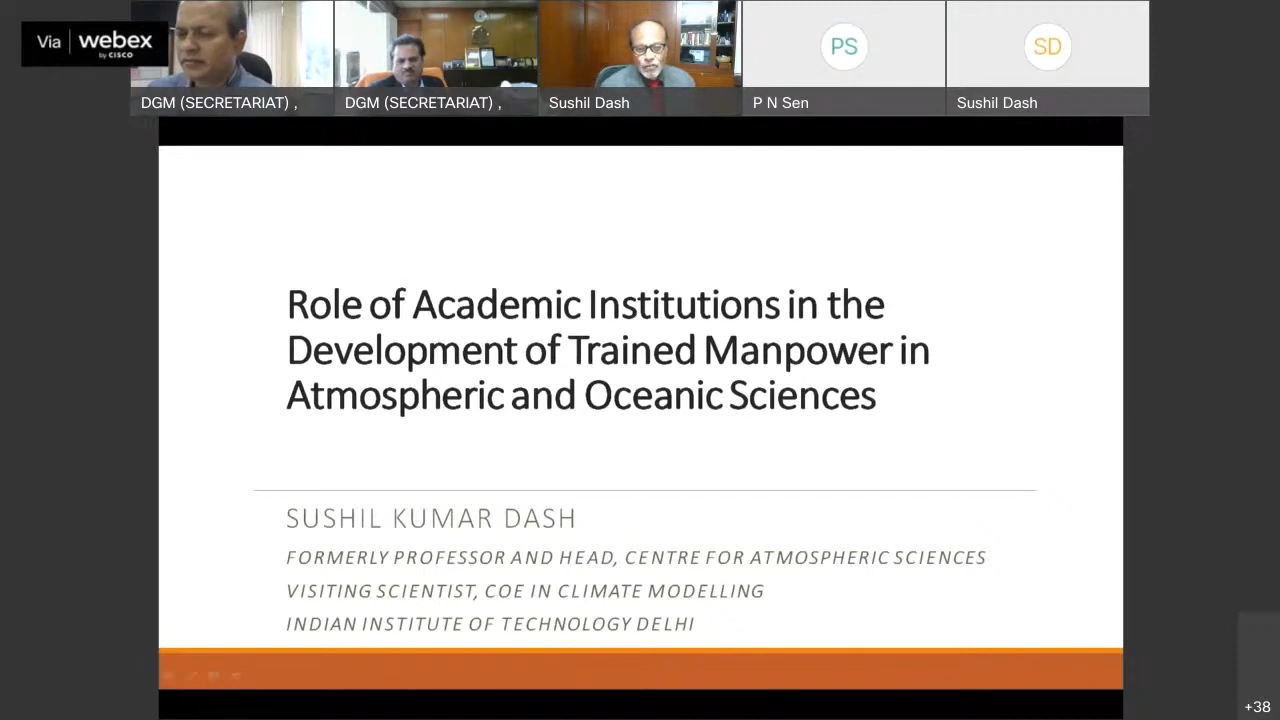 Via webex
by CISCO
DGM (SECRETARIAT) ,
DGM (SECRETARIAT) ,
Sushil Dash
PS
P N Sen
SD
Sushil Dash
Role of Academic Institutions in the
Development of Trained Manpower in
Atmospheric and Oceanic Sciences
SUSHIL KUMAR DASH
FORMERLY PROFESSOR AND HEAD, CENTRE FOR ATMOSPHERIC SCIENCES
VISITING SCIENTIST, COE IN CLIMATE MODELLING
INDIAN INSTITUTE OF TECHNOLOGY DELHI
+38